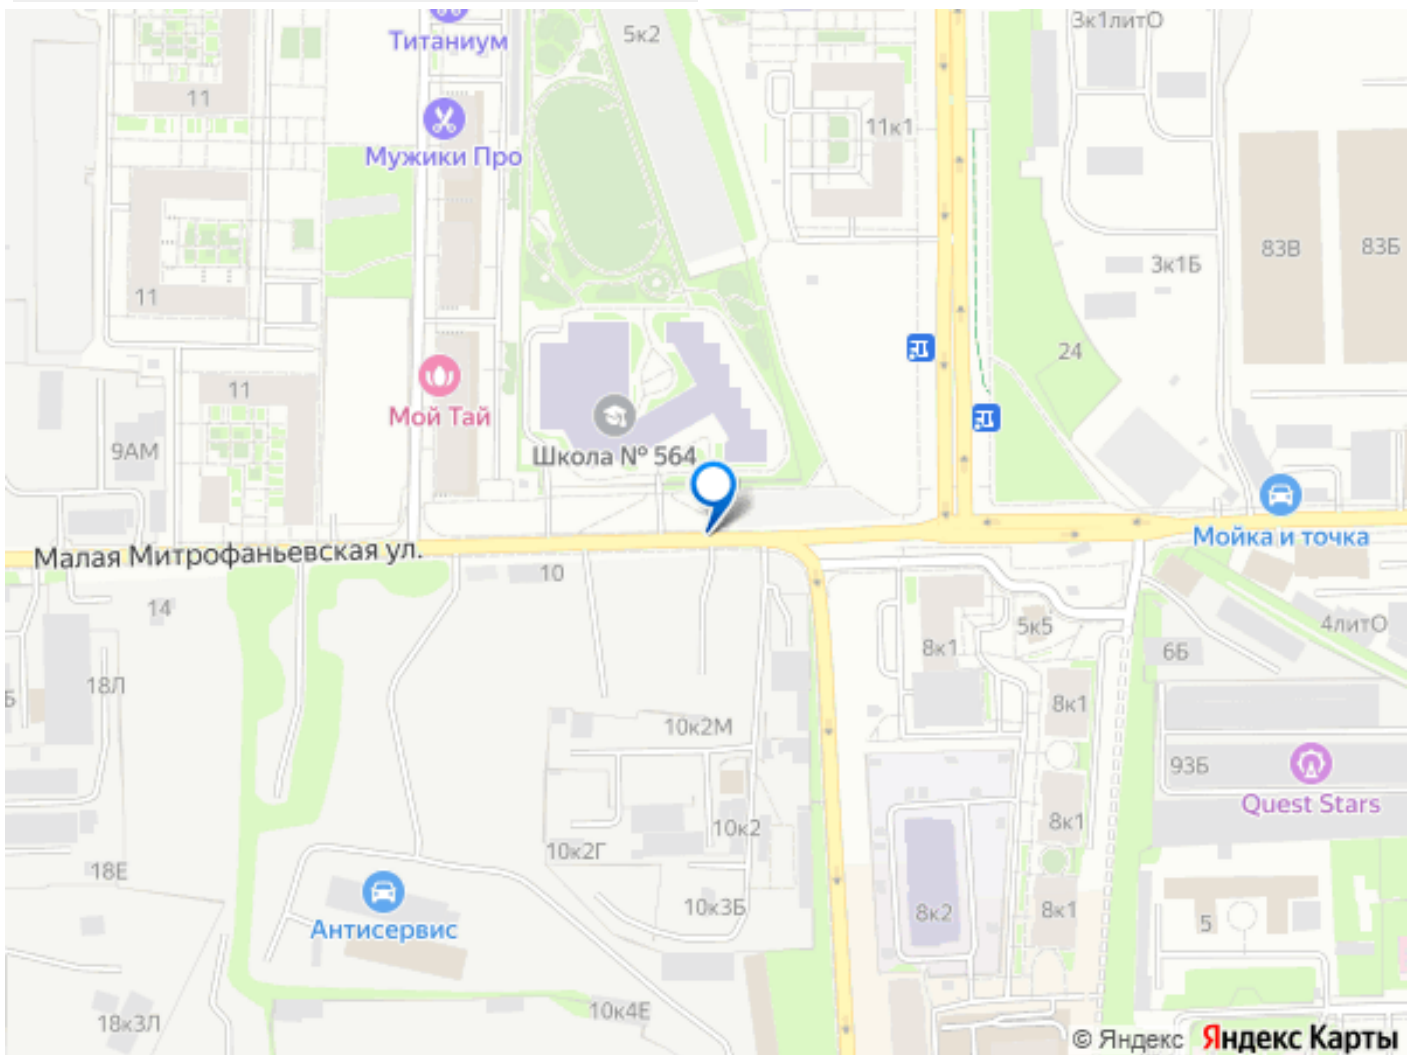 3к1литО
5к2
Титаниум
11
11к1
Мужики Про
83В
83Б
3к1Б
11
24
11
Мой Тай
9АМ
Школа № 564
Мойка и точка
Малая Митрофаньевская ул.
10
14
4литО
5к5
8к1
6Б
18Л
Б
8к1
10к2М
93Б
Quest Stars
8к1
10к2
10к2Г
18Е
10к3Б
8к2
8к1
5
Антисервис
10к4Е
18к3Л
© Яндекс Яндекс Карты